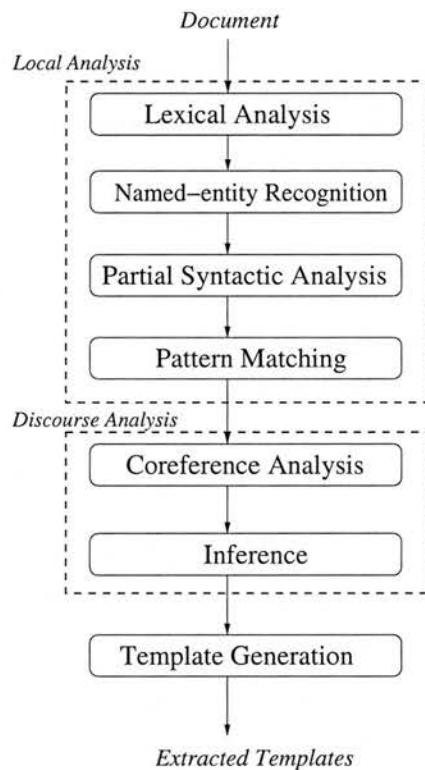 Document
Local Analysis
Lexical Analysis
Named-entity Recognition
Partial Syntactic Analysis
Pattern Matching
Discourse Analysis
Coreference Analysis
Inference
Template Generation
Extracted Templates